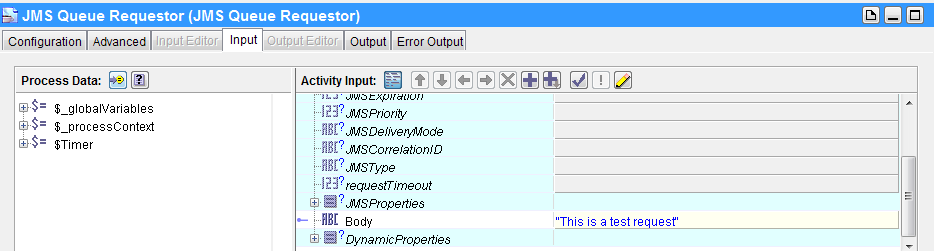 JMS Queue Requestor (JMS Queue Requestor)
Configuration Advanced Input Editor Input Output Editor Output Error Output
Process Data: Activity Input:
$_globalVariables
$_processContext
$Timer
JMSExpiration
JMSPriority
JMSDeliveryMode
JMSCorrelationID
JMSType
requestTimeout
JMSProperties
Body "This is a test request"
DynamicProperties